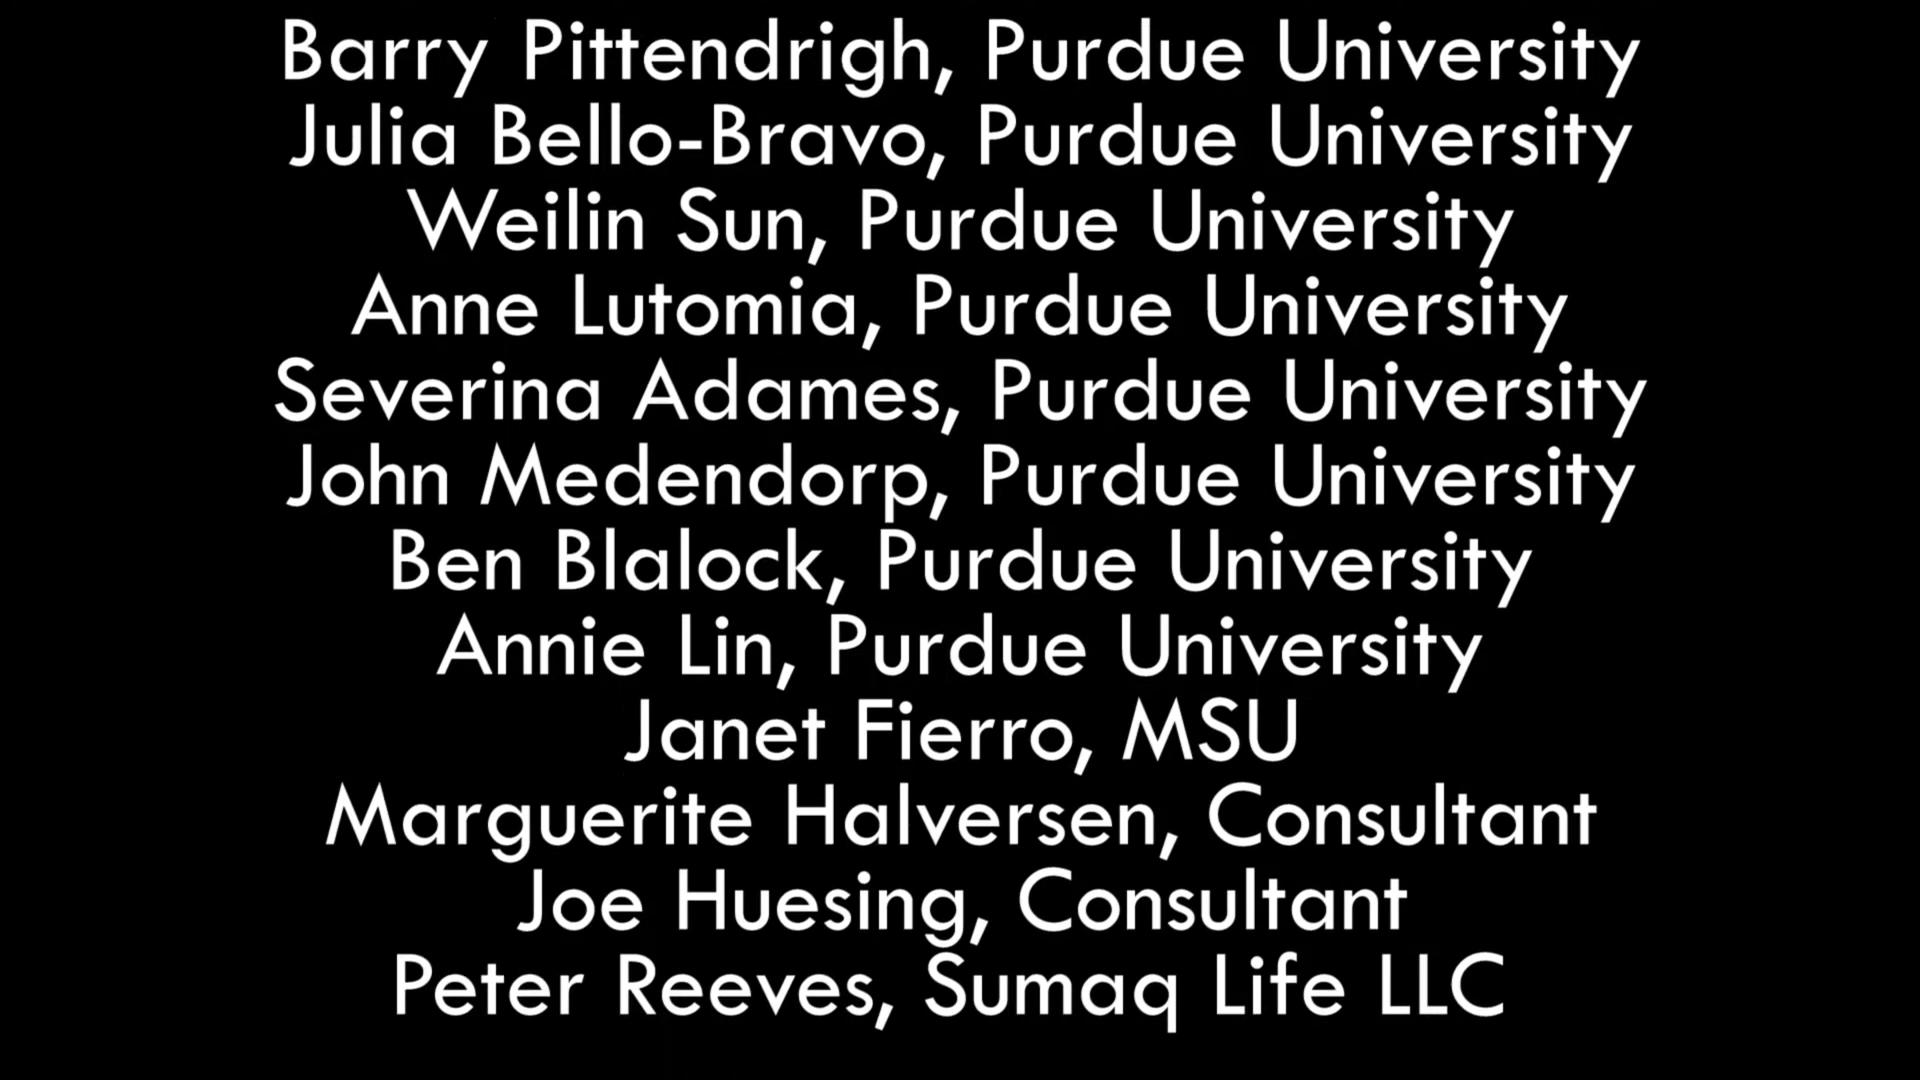 Barry Pittendrigh, Purdue University
Julia Bello-Bravo, Purdue University
Weilin Sun, Purdue University
Anne Lutomia, Purdue University
Severina Adames, Purdue University
John Medendorp, Purdue University
Ben Blalock, Purdue University
Annie Lin, Purdue University
Janet Fierro, MSU
Marguerite Halversen, Consultant
Joe Huesing, Consultant
Peter Reeves, Sumaq Life LLC